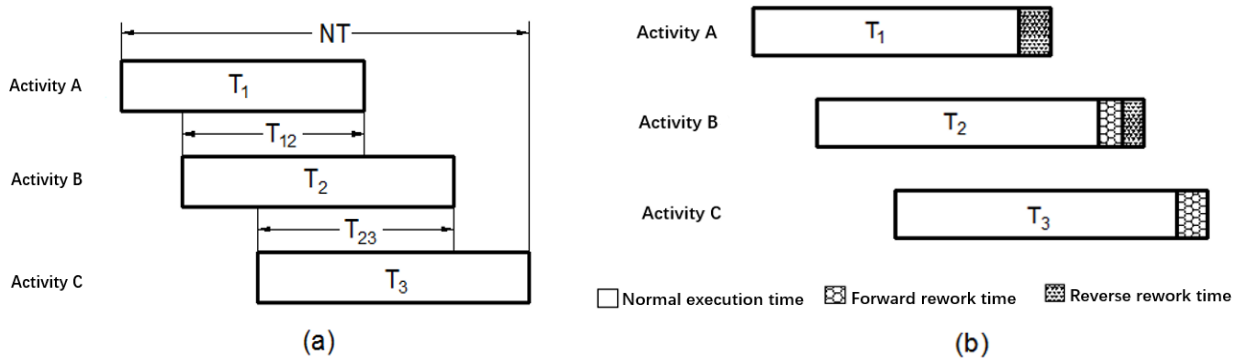 NT
Activity A
T₁
T₁₂
Activity B
T₂
T₂₃
Activity C
T₃
(a)
Activity A
T₁
Activity B
T₂
Activity C
T₃
Normal execution time
Forward rework time
Reverse rework time
(b)